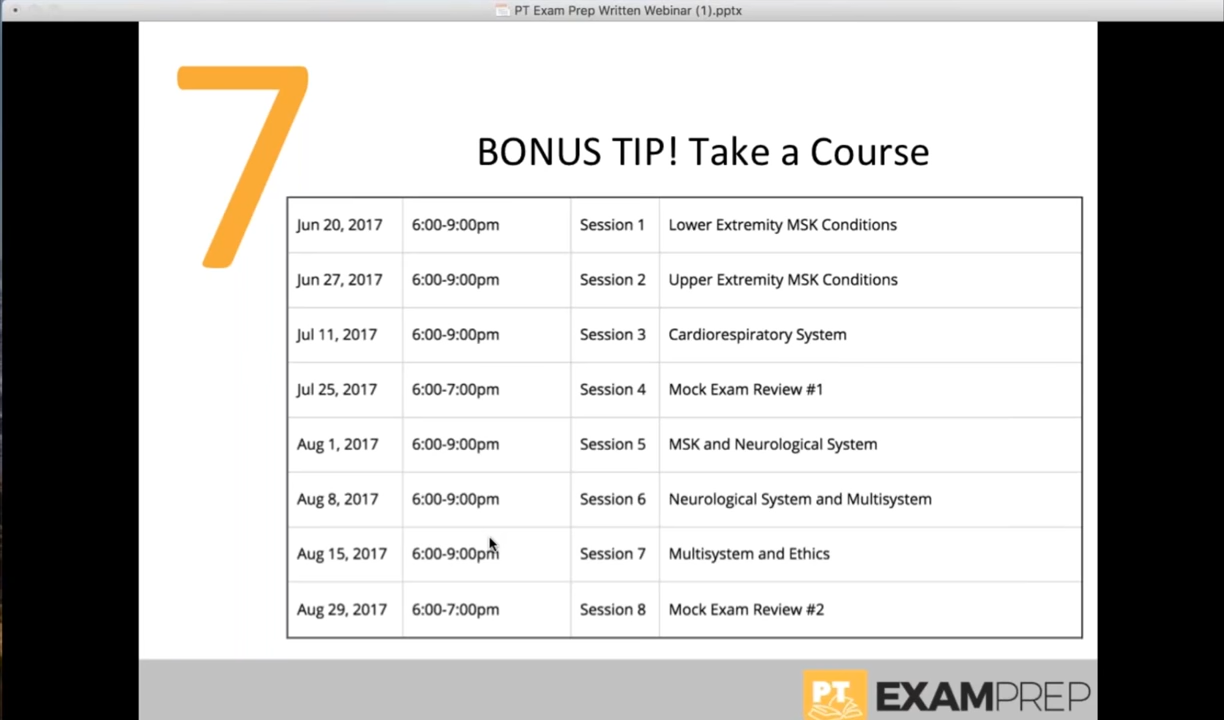 PT Exam Prep Written Webinar (1).pptx
7
BONUS TIP! Take a Course
Jun 20, 2017 6:00-9:00pm Session 1 Lower Extremity MSK Conditions
Jun 27, 2017 6:00-9:00pm Session 2 Upper Extremity MSK Conditions
Jul 11, 2017 6:00-9:00pm Session 3 Cardiorespiratory System
Jul 25, 2017 6:00-7:00pm Session 4 Mock Exam Review #1
Aug 1, 2017 6:00-9:00pm Session 5 MSK and Neurological System
Aug 8, 2017 6:00-9:00pm Session 6 Neurological System and Multisystem
Aug 15, 2017 6:00-9:00pm Session 7 Multisystem and Ethics
Aug 29, 2017 6:00-7:00pm Session 8 Mock Exam Review #2
PT EXAMPREP